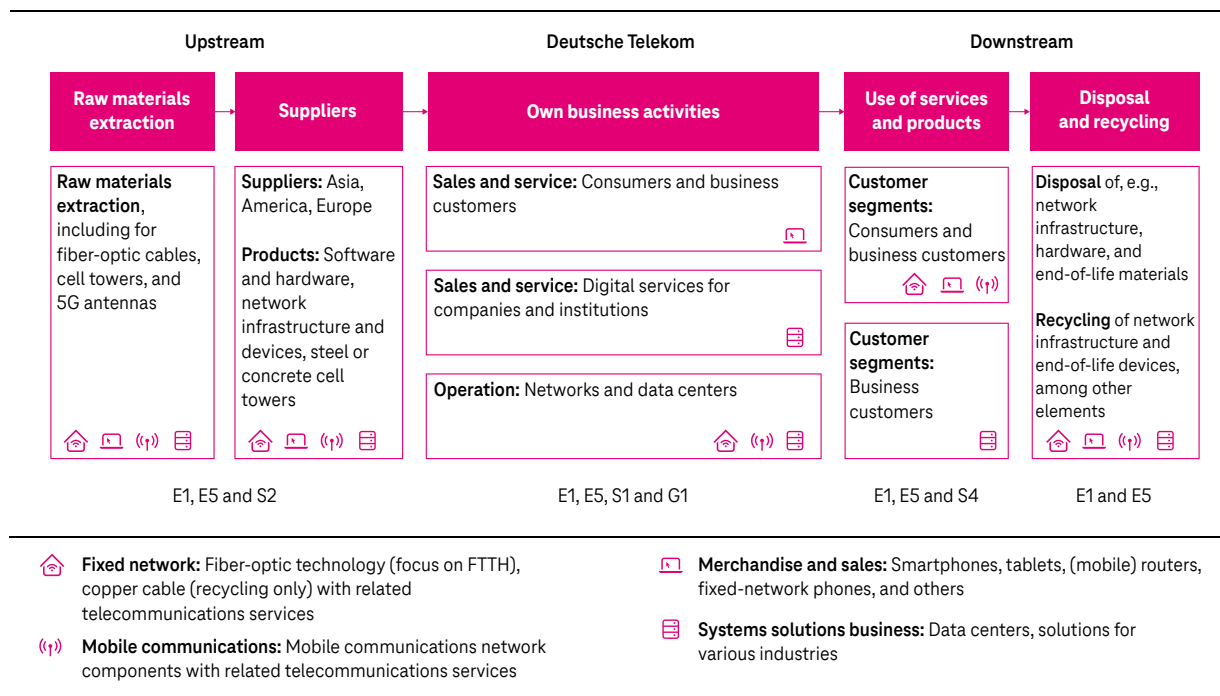 Upstream
Deutsche Telekom
Downstream
Raw materials
extraction
Suppliers
Own business activities
Use of services
and products
Disposal
and recycling
Raw materials
extraction,
including for
fiber-optic cables,
cell towers, and
5G antennas
Suppliers: Asia,
America, Europe
Products: Software
and hardware,
network
infrastructure and
devices, steel or
concrete cell
towers
Sales and service: Consumers and business
customers
Sales and service: Digital services for
companies and institutions
Operation: Networks and data centers
Customer
segments:
Consumers and
business customers
Customer
segments:
Business
customers
Disposal of, e.g.,
network
infrastructure,
hardware, and
end-of-life materials
Recycling of network
infrastructure and
end-of-life devices,
among other
elements
E1, E5 and S2
E1, E5, S1 and G1
E1, E5 and S4
E1 and E5
Fixed network: Fiber-optic technology (focus on FTTH),
copper cable (recycling only) with related
telecommunications services
Mobile communications: Mobile communications network
components with related telecommunications services
Merchandise and sales: Smartphones, tablets, (mobile) routers,
fixed-network phones, and others
Systems solutions business: Data centers, solutions for
various industries